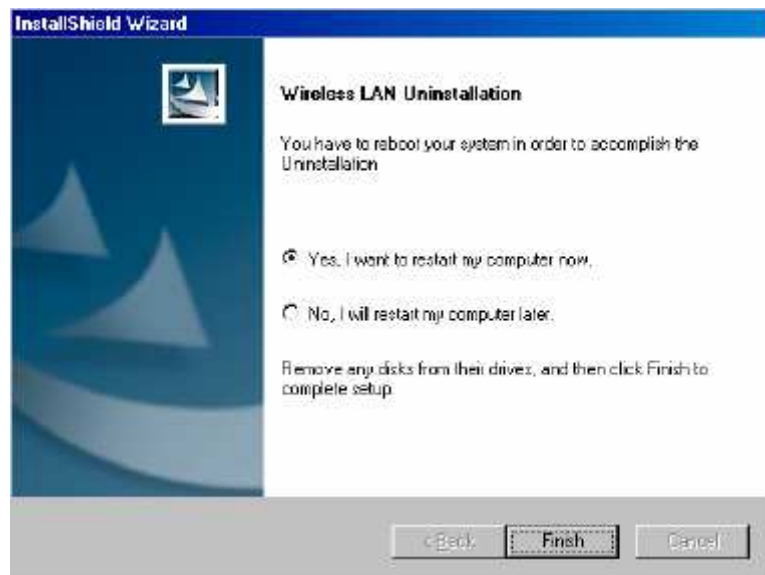 InstallShield Wizard
Wireless LAN Uninstallation
You have to reboot your system in order to accomplish the
Uninstallation
Yes, I want to restart my computer now.
No, I will restart my computer later.
Remove any disks from their drives, and then click Finish to
complete setup.
< Back
Finish
Cancel